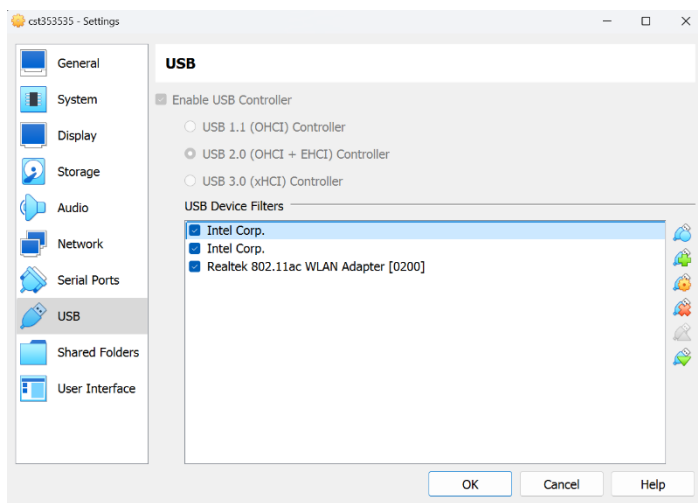 cst353535 - Settings
General
System
Display
Storage
Audio
Network
Serial Ports
USB
Shared Folders
User Interface
USB
Enable USB Controller
USB 1.1 (OHCI) Controller
USB 2.0 (OHCI + EHCI) Controller
USB 3.0 (xHCI) Controller
USB Device Filters
Intel Corp.
Intel Corp.
Realtek 802.11ac WLAN Adapter [0200]
OK
Cancel
Help